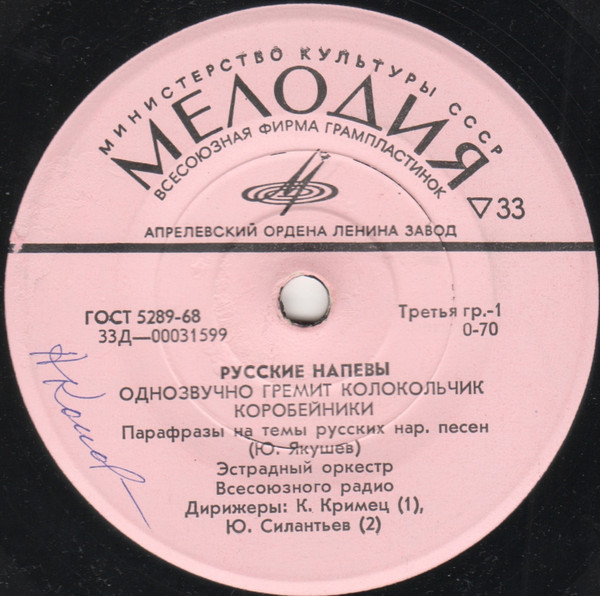 МИНИСТЕРСТВО КУЛЬТУРЫ СССР
МЕЛОДИЯ
ВСЕСОЮЗНАЯ ФИРМА ГРАМПЛАСТИНОК
▽33
АПРЕЛЕВСКИЙ ОРДЕНА ЛЕНИНА ЗАВОД
ГОСТ 5289-68
33Д—00031599
Третья гр.-1
0-70
РУССКИЕ НАПЕВЫ
ОДНОЗВУЧНО ГРЕМИТ КОЛОКОЛЬЧИК
КОРОБЕЙНИКИ
Парафразы на темы русских нар. песен
(Ю. Якушев)
Эстрадный оркестр
Всесоюзного радио
Дирижеры: К. Кримец (1),
Ю. Силантьев (2)